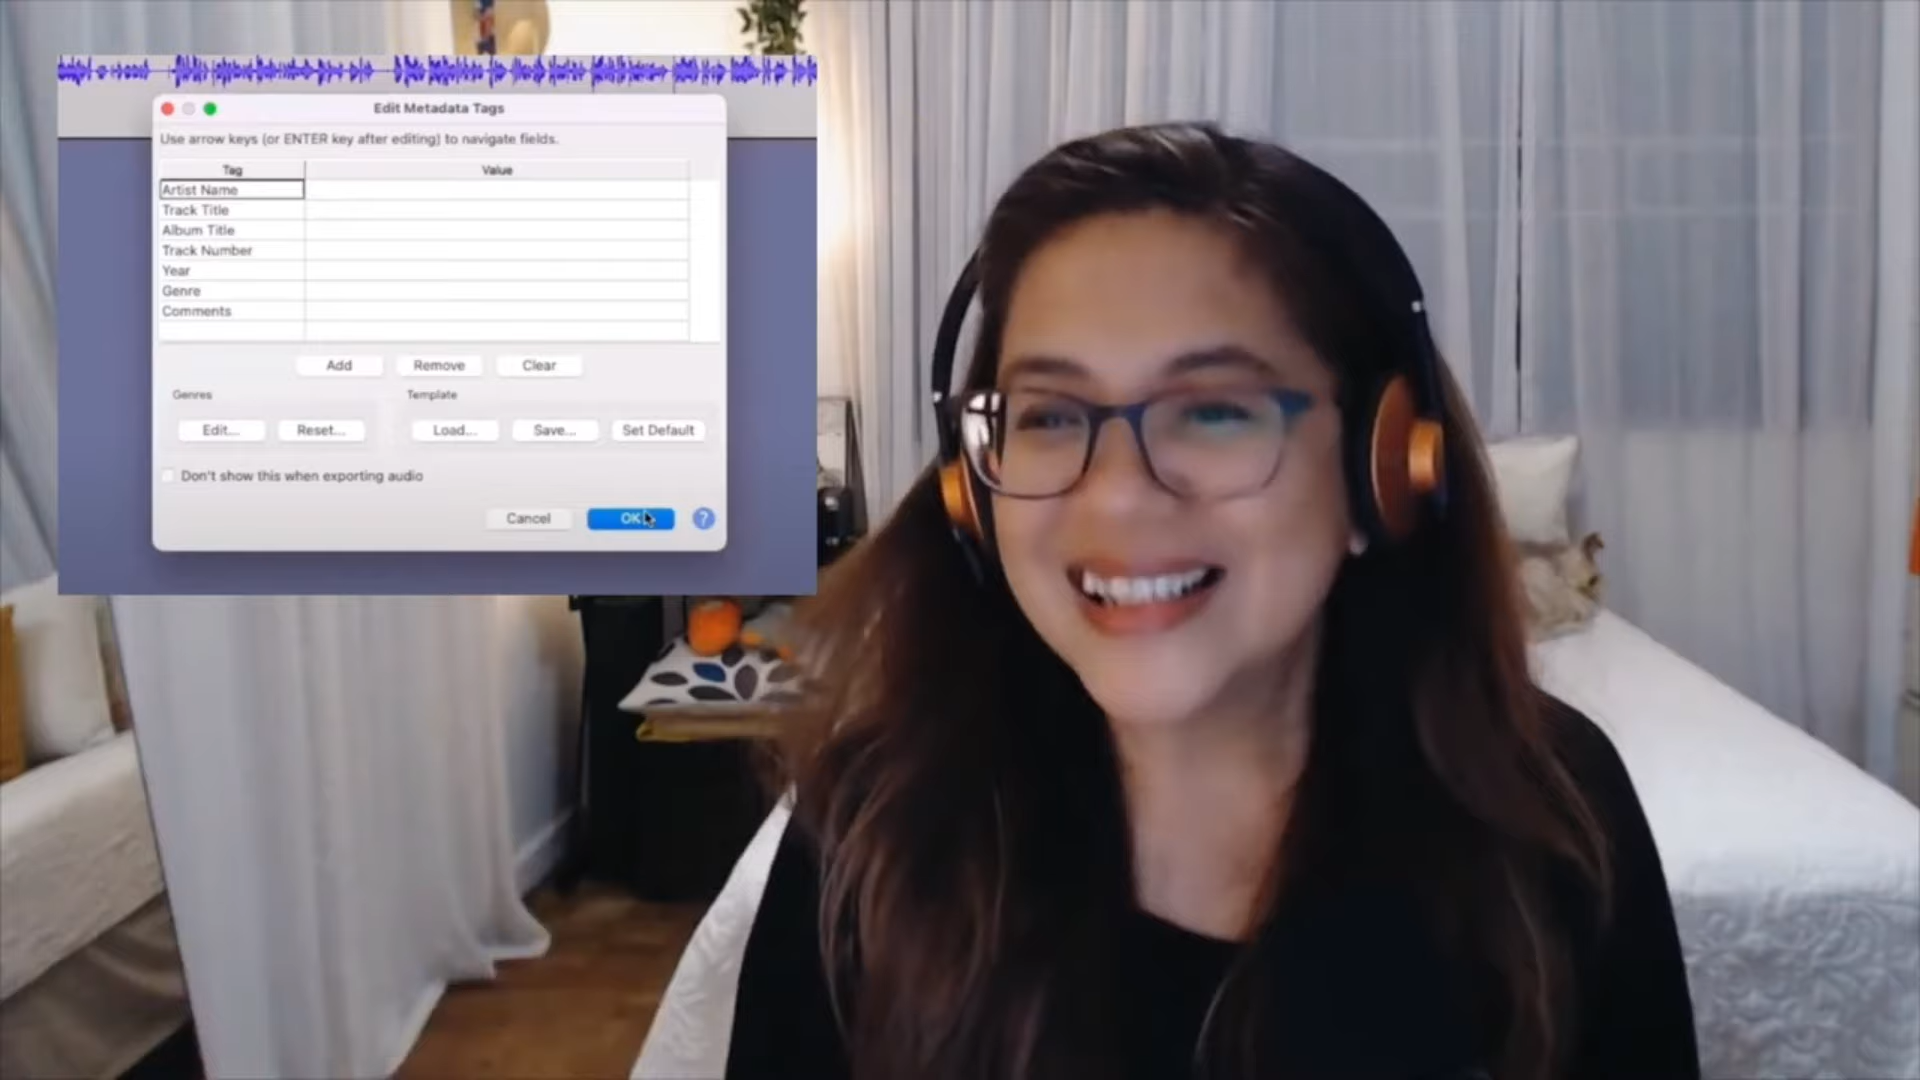 Edit Metadata Tags
Use arrow keys (or ENTER key after editing) to navigate fields.
Tag Value
Artist Name
Track Title
Album Title
Track Number
Year
Genre
Comments
Add Remove Clear
Genres Template
Edit... Reset... Load... Save... Set Default
Don't show this when exporting audio
Cancel OK ?